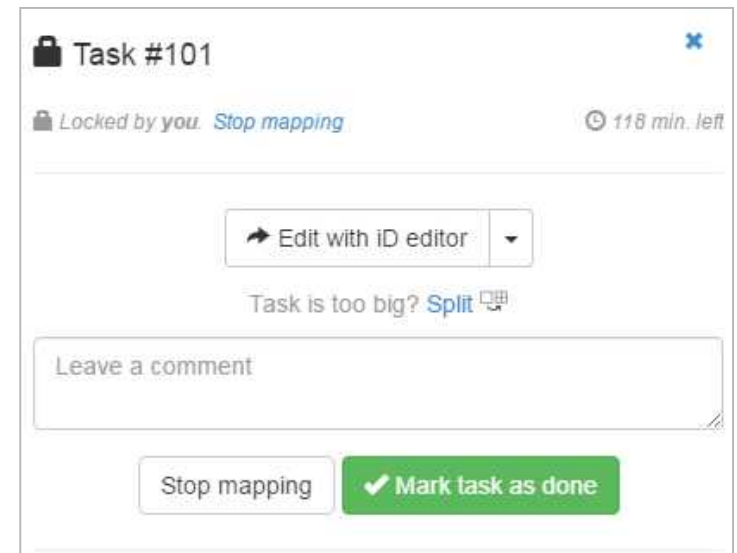 Task #101
Locked by you. Stop mapping 118 min. left
Edit with iD editor
Task is too big? Split
Leave a comment
Stop mapping Mark task as done